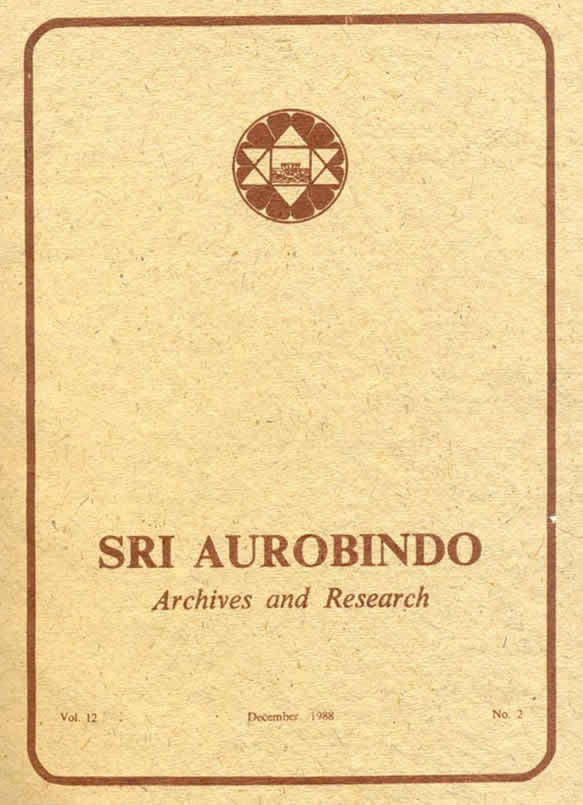 SRI AUROBINDO
Archives and Research
Vol. 12 December 1988 No. 2